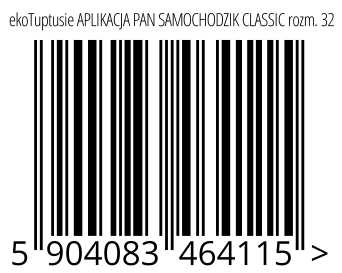 ekoTuptusie APLIKACJA PAN SAMOCHODZIK CLASSIC rozm. 32
5 904083 464115 >